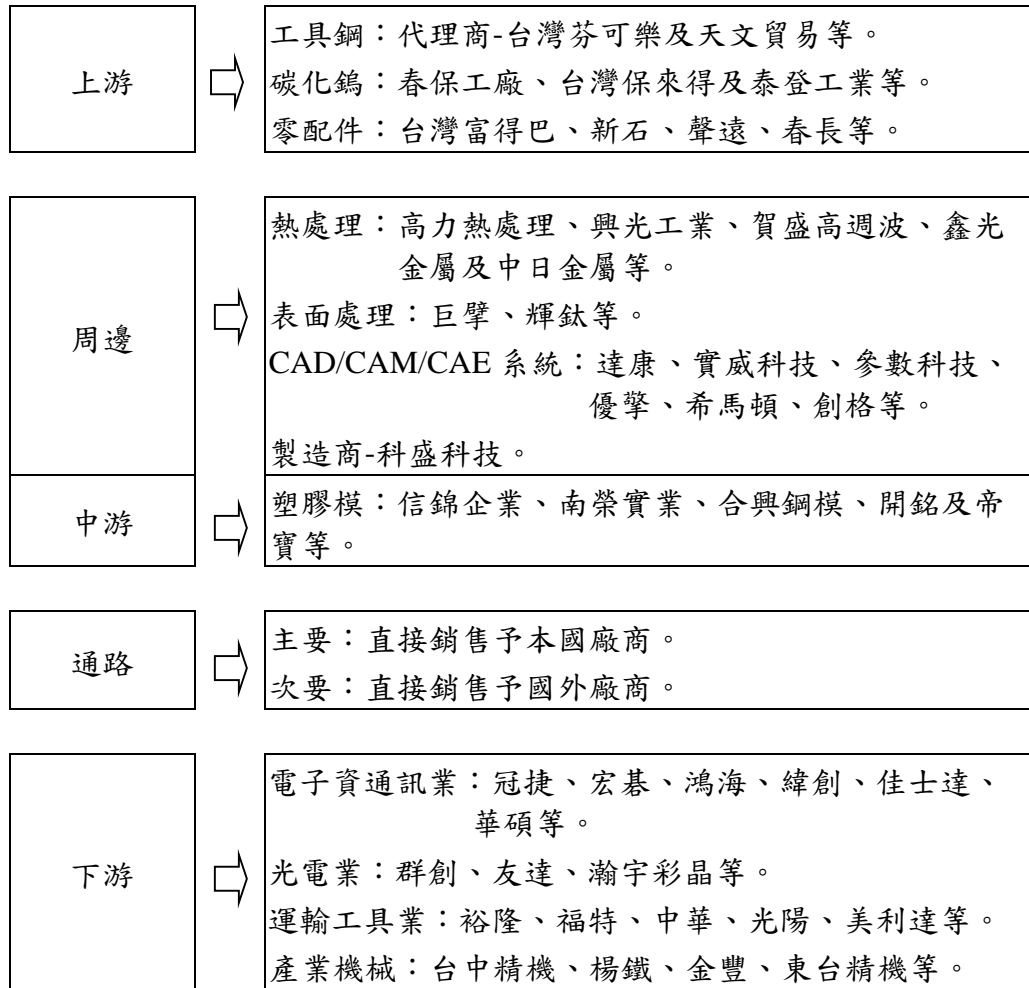 上游
工具鋼：代理商-台灣芬可樂及天文貿易等。
碳化鎢：春保工廠、台灣保來得及泰登工業等。
零配件：台灣富得巴、新石、聲遠、春長等。
周邊
熱處理：高力熱處理、興光工業、賀盛高週波、鑫光
金屬及中日金屬等。
表面處理：巨擘、輝鈦等。
CAD/CAM/CAE 系統：達康、實威科技、參數科技、
優擎、希馬頓、創格等。
製造商-科盛科技。
中游
塑膠模：信錦企業、南榮實業、合興鋼模、開銘及帝
寶等。
通路
主要：直接銷售予本國廠商。
次要：直接銷售予國外廠商。
下游
電子資通訊業：冠捷、宏碁、鴻海、緯創、佳士達、
華碩等。
光電業：群創、友達、瀚宇彩晶等。
運輸工具業：裕隆、福特、中華、光陽、美利達等。
產業機械：台中精機、楊鐵、金豐、東台精機等。